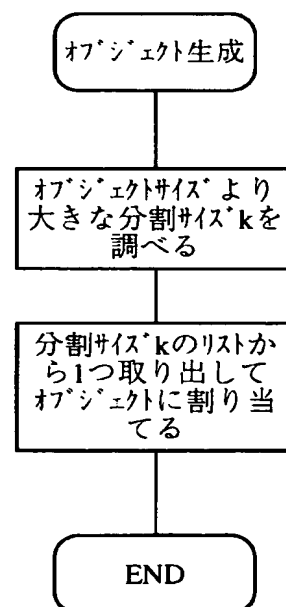 ｵﾌﾞｼﾞｪｸﾄ生成
ｵﾌﾞｼﾞｪｸﾄｻｲｽﾞより
大きな分割ｻｲｽﾞkを
調べる
分割ｻｲｽﾞkのﾘｽﾄか
ら1つ取り出して
ｵﾌﾞｼﾞｪｸﾄに割り当
てる
END